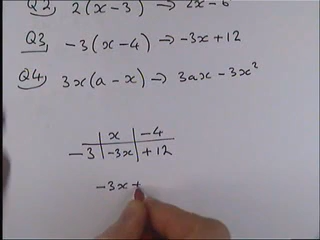 Q2, 2(x-3) → 2x-6
Q3, -3(x-4) → -3x+12
Q4, 3x(a-x) → 3ax-3x²
x | -4
-3 | -3x | +12
-3x +